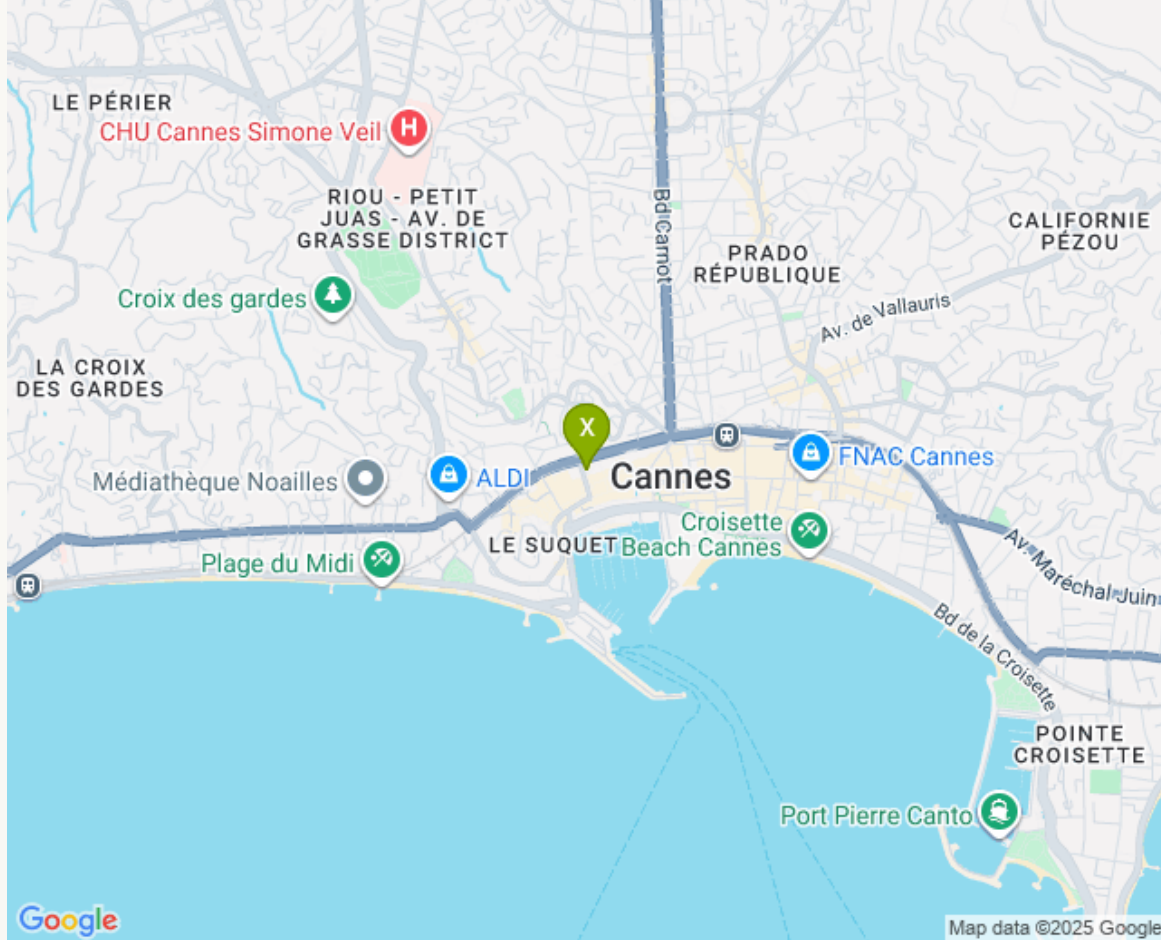 LE PÉRIER
CHU Cannes Simone Veil
H
RIOU - PETIT
JUAS - AV. DE
GRASSE DISTRICT
Bd Carnot
CALIFORNIE
PÉZOU
PRADO
RÉPUBLIQUE
Croix des gardes
Av. de Vallauris
LA CROIX
DES GARDES
X
Médiathèque Noailles
ALDI
Cannes
FNAC Cannes
LE SUQUET
Croisette
Beach Cannes
Plage du Midi
Av. Maréchal Juin
Bd de la Croisette
POINTE
CROISETTE
Port Pierre Canto
Google
Map data ©2025 Google